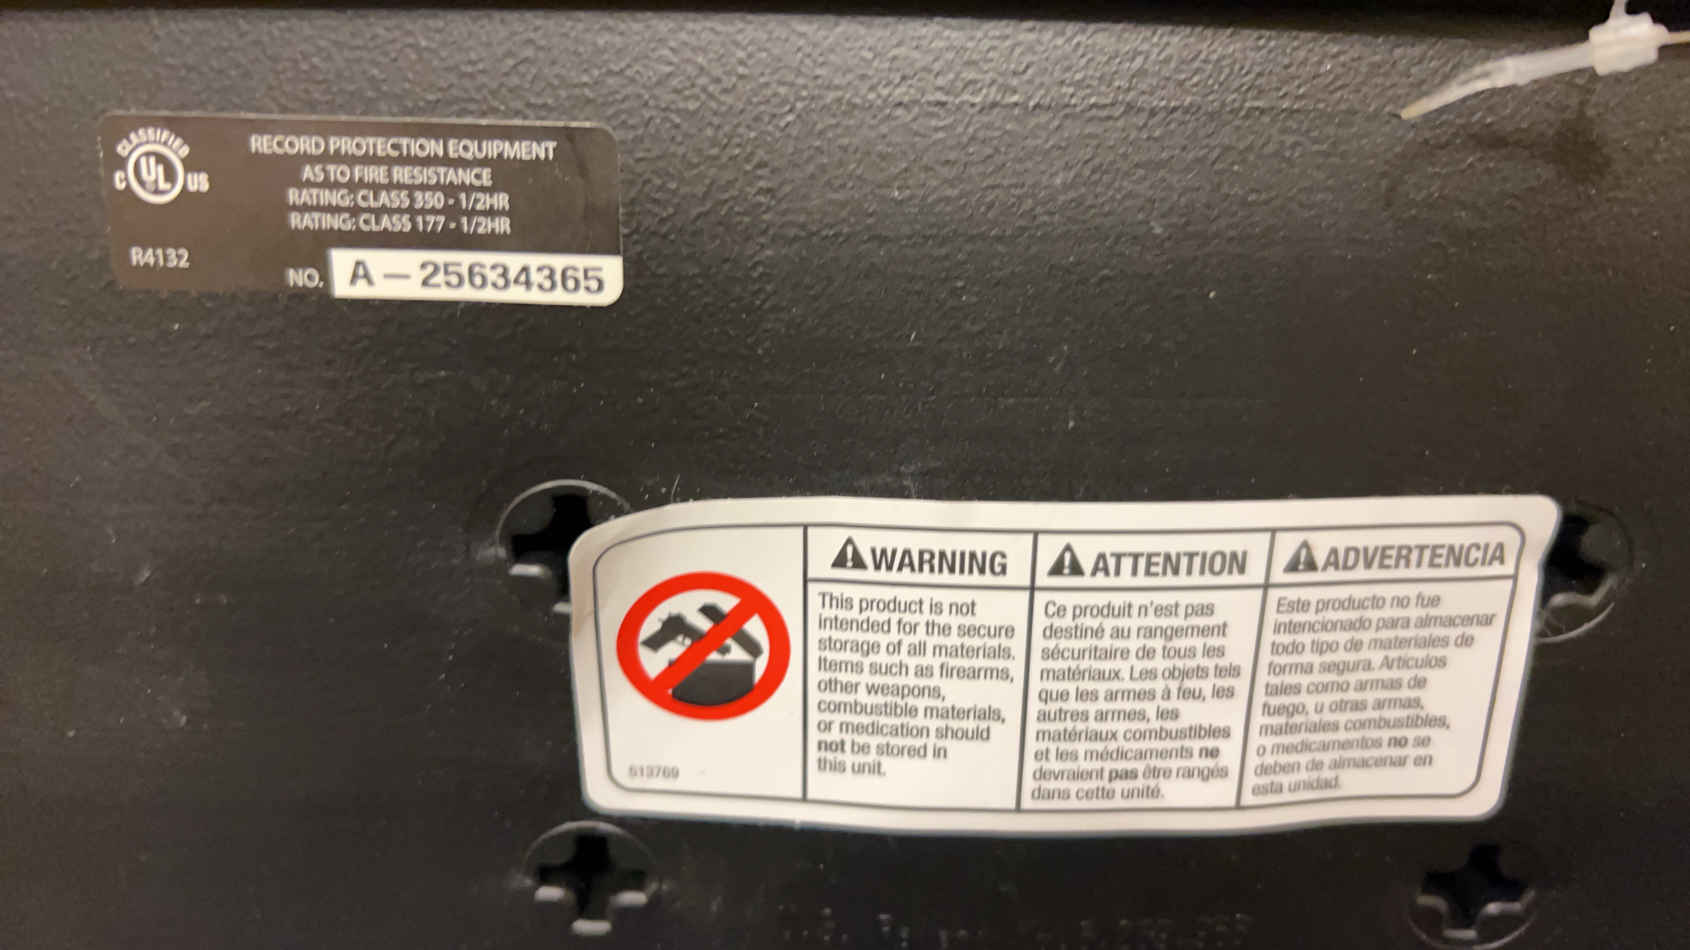 CLASSIFIED
C UL US
RECORD PROTECTION EQUIPMENT
AS TO FIRE RESISTANCE
RATING: CLASS 350 - 1/2HR
RATING: CLASS 177 - 1/2HR
R4132
NO. A — 25634365
WARNING
This product is not
intended for the secure
storage of all materials.
Items such as firearms,
other weapons,
combustible materials,
or medication should
not be stored in
this unit.
ATTENTION
Ce produit n'est pas
destiné au rangement
sécuritaire de tous les
matériaux. Les objets tels
que les armes à feu, les
autres armes, les
matériaux combustibles
et les médicaments ne
devraient pas être rangés
dans cette unité.
ADVERTENCIA
Este producto no fue
intencionado para almacenar
todo tipo de materiales de
forma segura. Artículos
tales como armas de
fuego, u otras armas,
materiales combustibles,
o medicamentos no se
deben de almacenar en
esta unidad.
513769